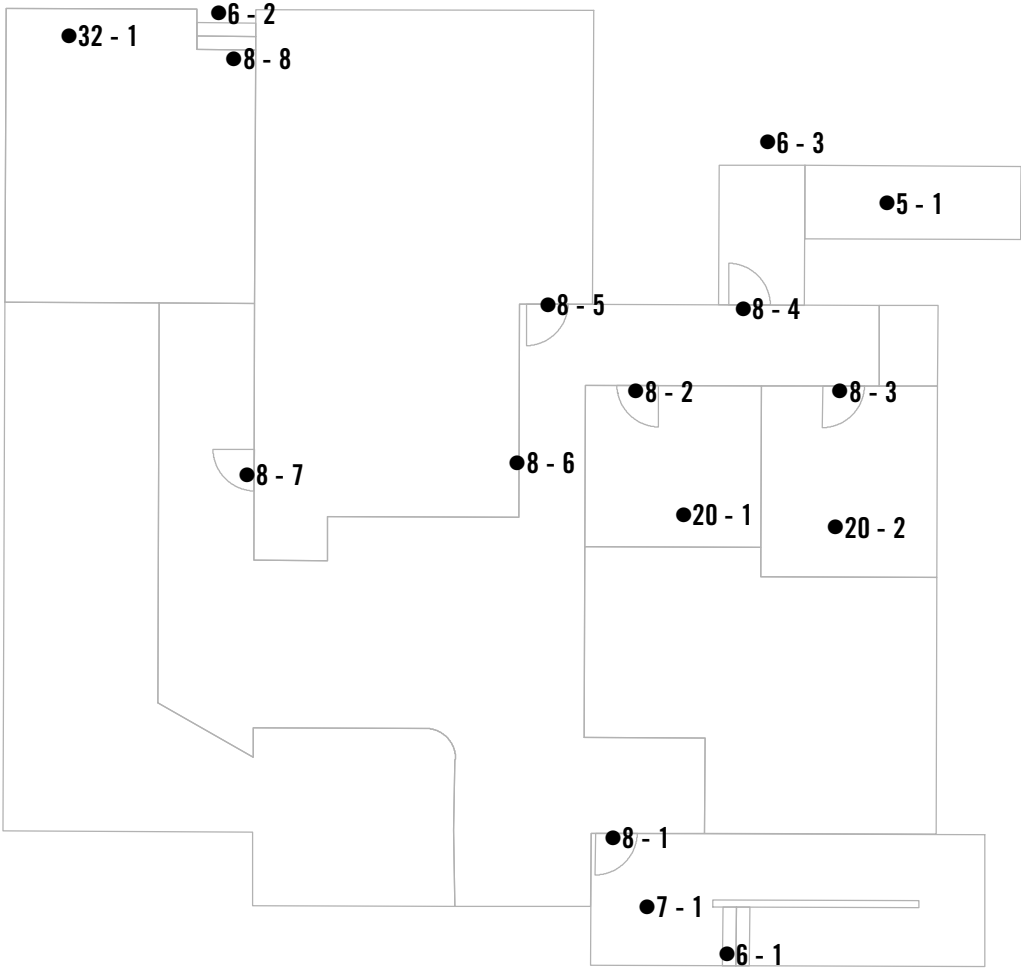 6 - 2
32 - 1
8 - 8
6 - 3
5 - 1
8 - 5
8 - 4
8 - 2
8 - 3
8 - 6
8 - 7
20 - 1
20 - 2
8 - 1
7 - 1
6 - 1